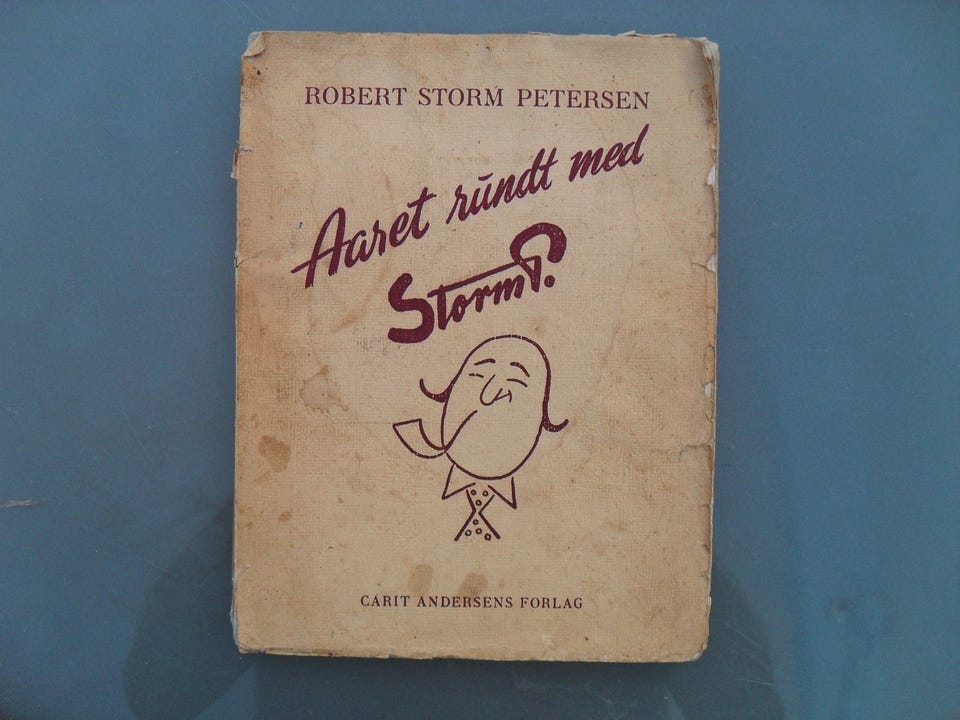 ROBERT STORM PETERSEN
Aaret rundt med
Storm P.
CARIT ANDERSENS FORLAG